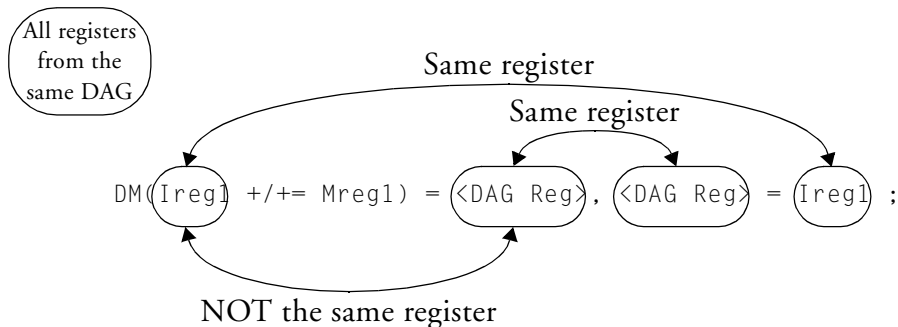 All registers
from the
same DAG
Same register
Same register
DM(Ireg1 +/+= Mreg1) = <DAG Reg>, <DAG Reg> = Ireg1 ;
NOT the same register